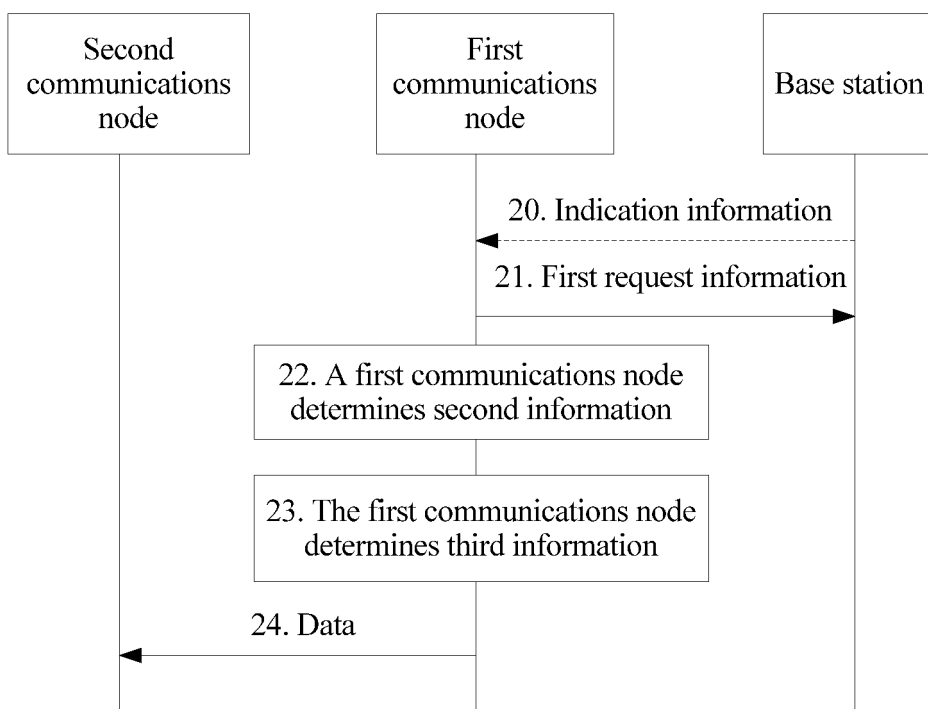 Second
communications
node
First
communications
node
Base station
20. Indication information
21. First request information
22. A first communications node
determines second information
23. The first communications node
determines third information
24. Data